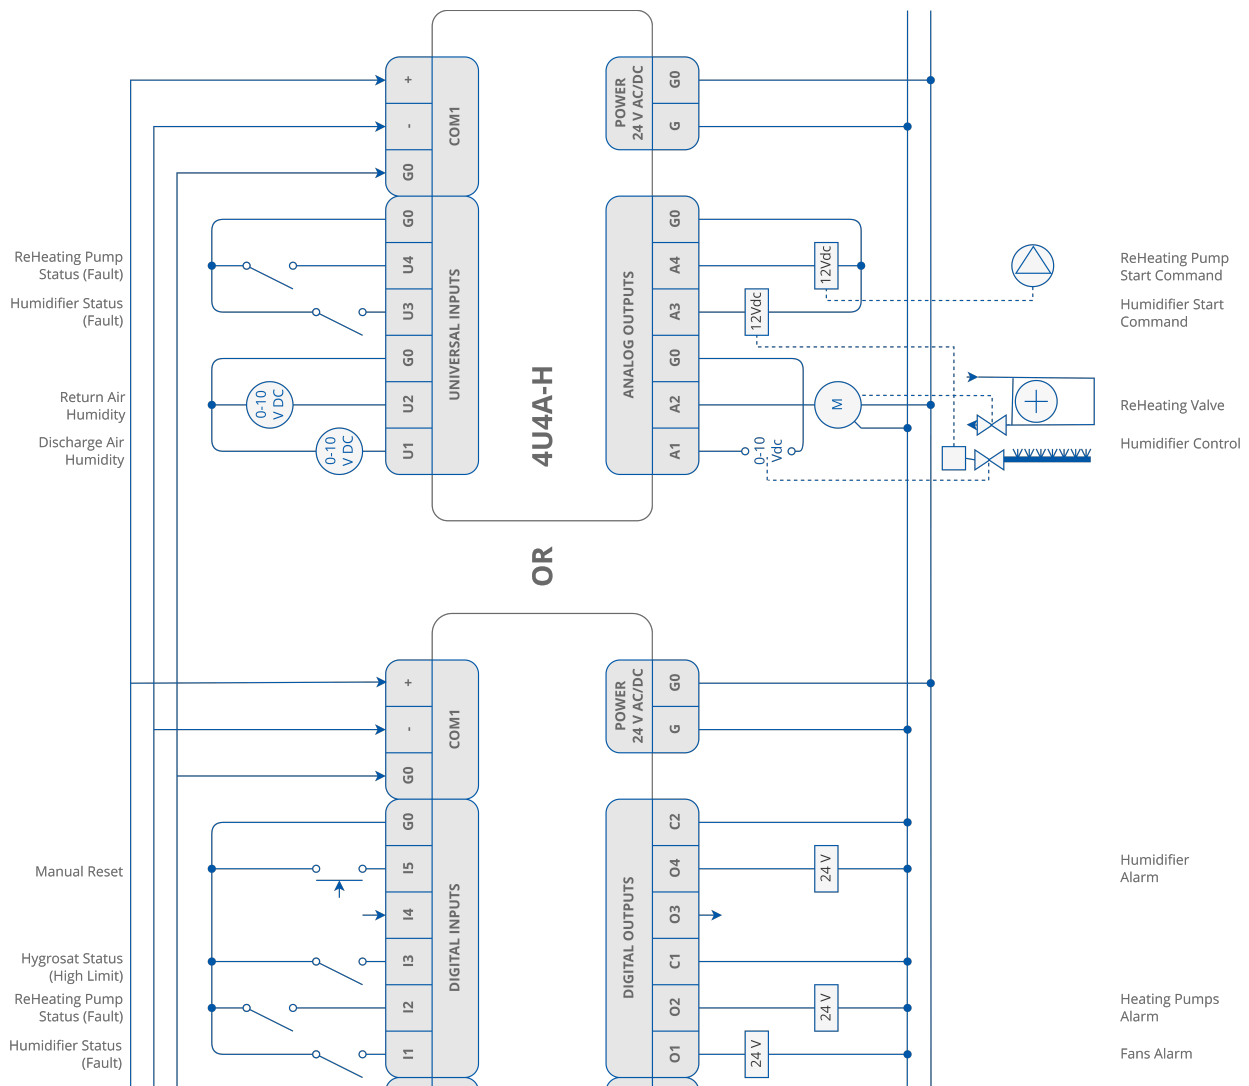 +
-
G0
COM1
POWER
24 V AC/DC
G0
G
G0
U4
U3
G0
U2
U1
UNIVERSAL INPUTS
4U4A-H
ANALOG OUTPUTS
G0
A4
A3
G0
A2
A1
ReHeating Pump
Status (Fault)
Humidifier Status
(Fault)
Return Air
Humidity
Discharge Air
Humidity
0-10
V DC
0-10
V DC
12Vdc
12Vdc
M
0-10
Vdc
ReHeating Pump
Start Command
Humidifier Start
Command
ReHeating Valve
Humidifier Control
OR
+
-
G0
COM1
POWER
24 V AC/DC
G0
G
G0
I5
I4
I3
I2
I1
DIGITAL INPUTS
DIGITAL OUTPUTS
C2
O4
O3
C1
O2
O1
Manual Reset
Hygrosat Status
(High Limit)
ReHeating Pump
Status (Fault)
Humidifier Status
(Fault)
24 V
24 V
24 V
Humidifier
Alarm
Heating Pumps
Alarm
Fans Alarm